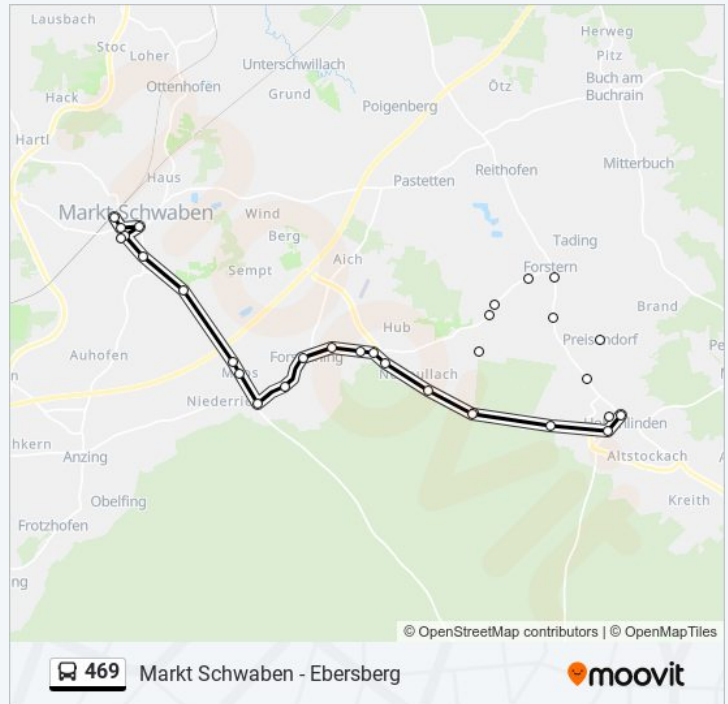 Lausbach
Stoc
Loher
Herweg
Pitz
Unterschwillach
Ottenhofen
Grund
Ötz
Buch am
Buchrain
Hack
Poigenberg
Hartl
Reithofen
Mitterbuch
Haus
Pastetten
Markt Schwaben
Wind
Berg
Tading
Aich
Sempt
Forstern
Brand
Hub
Auhofen
Niederrie
Anzing
Altstockach
Obelfing
Kreith
Frotzhofen
© OpenStreetMap contributors | © OpenMapTiles
469 Markt Schwaben - Ebersberg
moovit